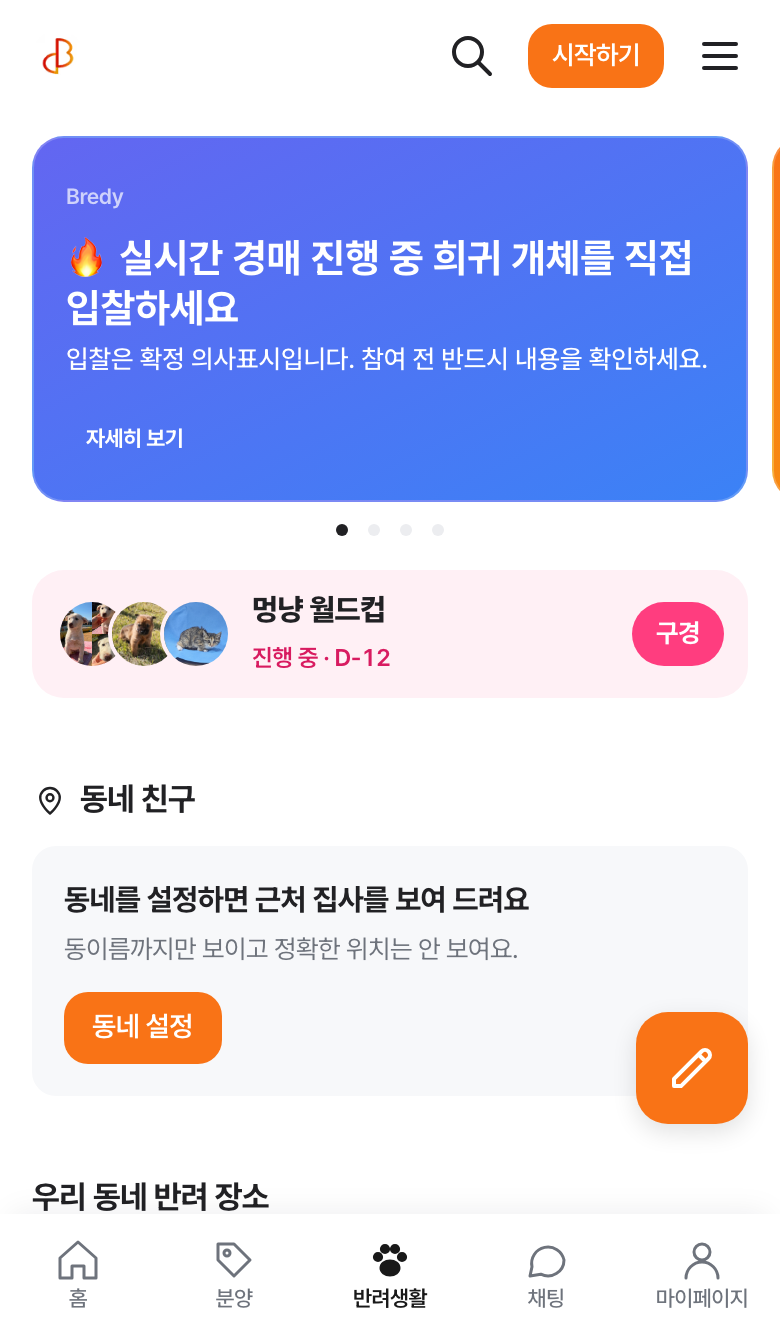 시작하기
Bredy
🔥 실시간 경매 진행 중 희귀 개체를 직접
입찰하세요
입찰은 확정 의사표시입니다. 참여 전 반드시 내용을 확인하세요.
자세히 보기
멍냥 월드컵
진행 중 · D-12
구경
동네 친구
동네를 설정하면 근처 집사를 보여 드려요
동이름까지만 보이고 정확한 위치는 안 보여요.
동네 설정
우리 동네 반려 장소
홈
분양
반려생활
채팅
마이페이지